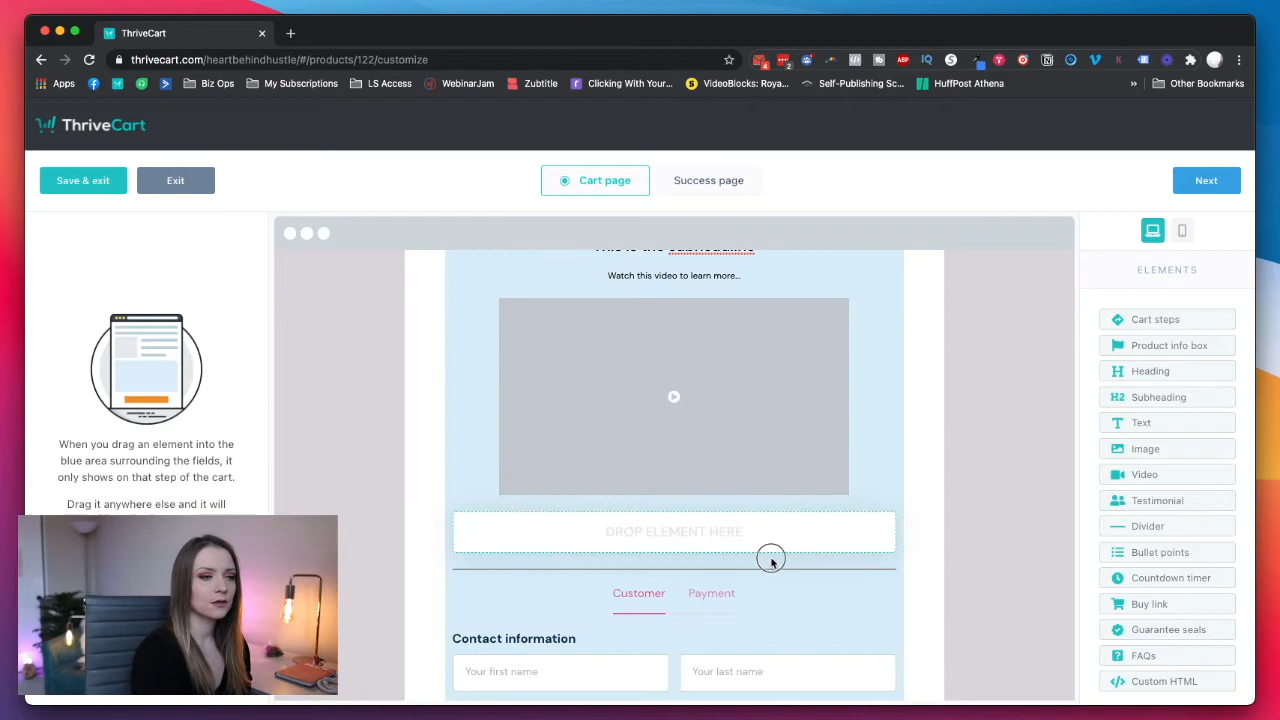 ThriveCart
thrivecart.com/heartbehindhustle/#/products/122/customize
4
2
ABP
Apps
Biz Ops
My Subscriptions
LS Access
WebinarJam
Zubtitle
Clicking With Your...
VideoBlocks: Roya...
Self-Publishing Sc...
HuffPost Athena
»
Other Bookmarks
ThriveCart
Save & exit
Exit
Cart page
Success page
Next
ELEMENTS
Watch this video to learn more...
Cart steps
Product info box
Heading
H2 Subheading
Text
Image
Video
Testimonial
Divider
Bullet points
Countdown timer
Buy link
Guarantee seals
FAQs
Custom HTML
When you drag an element into the
blue area surrounding the fields, it
only shows on that step of the cart.
Drag it anywhere else and it will
DROP ELEMENT HERE
Customer
Payment
Contact information
Your first name
Your last name